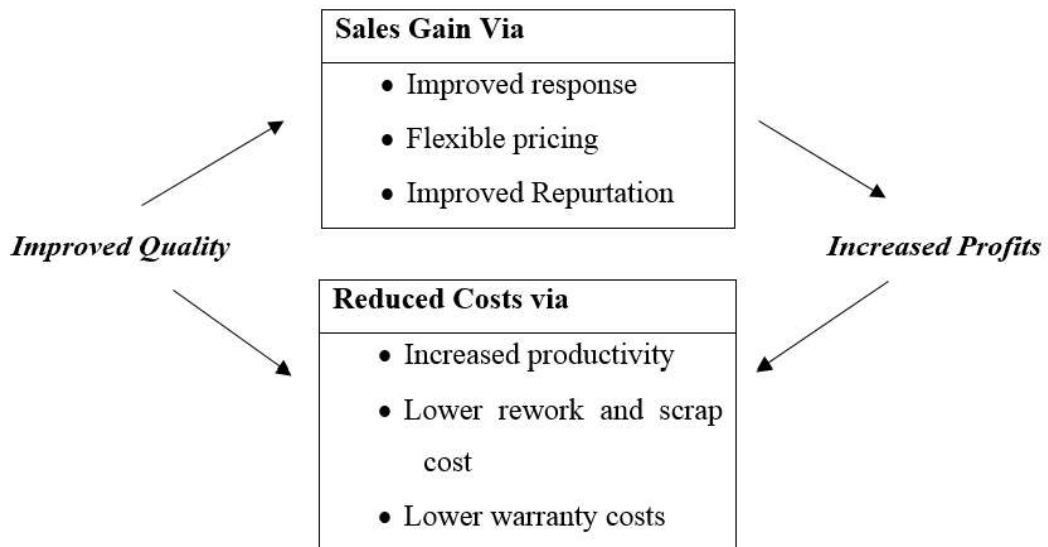 Sales Gain Via
• Improved response
• Flexible pricing
• Improved Repurtation
Improved Quality
Increased Profits
Reduced Costs via
• Increased productivity
• Lower rework and scrap
cost
• Lower warranty costs